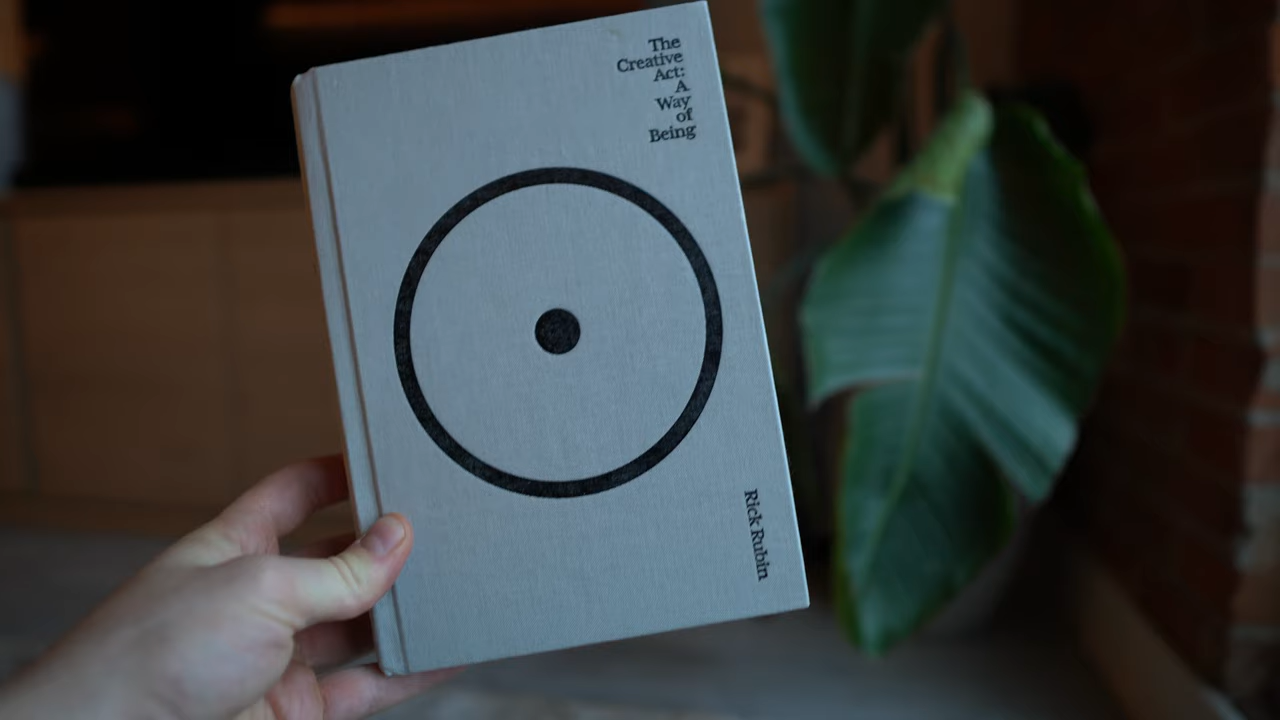 The
Creative
Act:
A
Way
of
Being
Rick Rubin